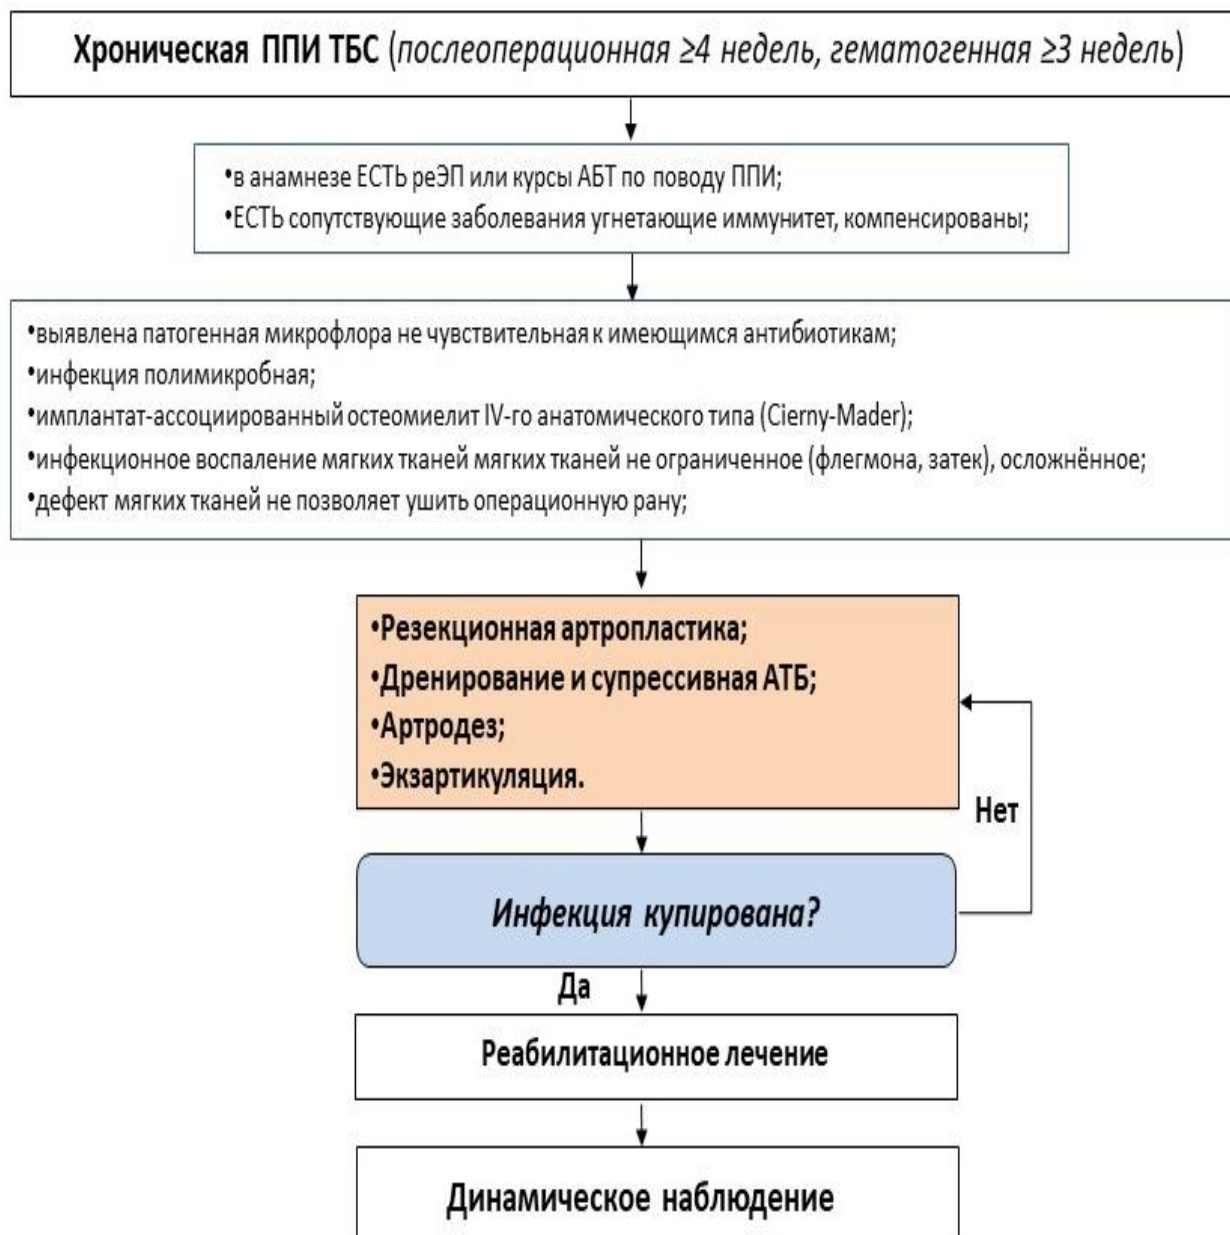 Хроническая ППИ ТБС (послеоперационная ≥4 недель, гематогенная ≥3 недель)
•в анамнезе ЕСТЬ реЭП или курсы АБТ по поводу ППИ;
•ЕСТЬ сопутствующие заболевания угнетающие иммунитет, компенсированы;
•выявлена патогенная микрофлора не чувствительная к имеющимся антибиотикам;
•инфекция полимикробная;
•имплантат-ассоциированный остеомиелит IV-го анатомического типа (Cierny-Mader);
•инфекционное воспаление мягких тканей мягких тканей не ограниченное (флегмона, затек), осложнённое;
•дефект мягких тканей не позволяет ушить операционную рану;
•Резекционная артропластика;
•Дренирование и супрессивная АТБ;
•Артродез;
•Экзартикуляция.
Нет
Инфекция купирована?
Да
Реабилитационное лечение
Динамическое наблюдение